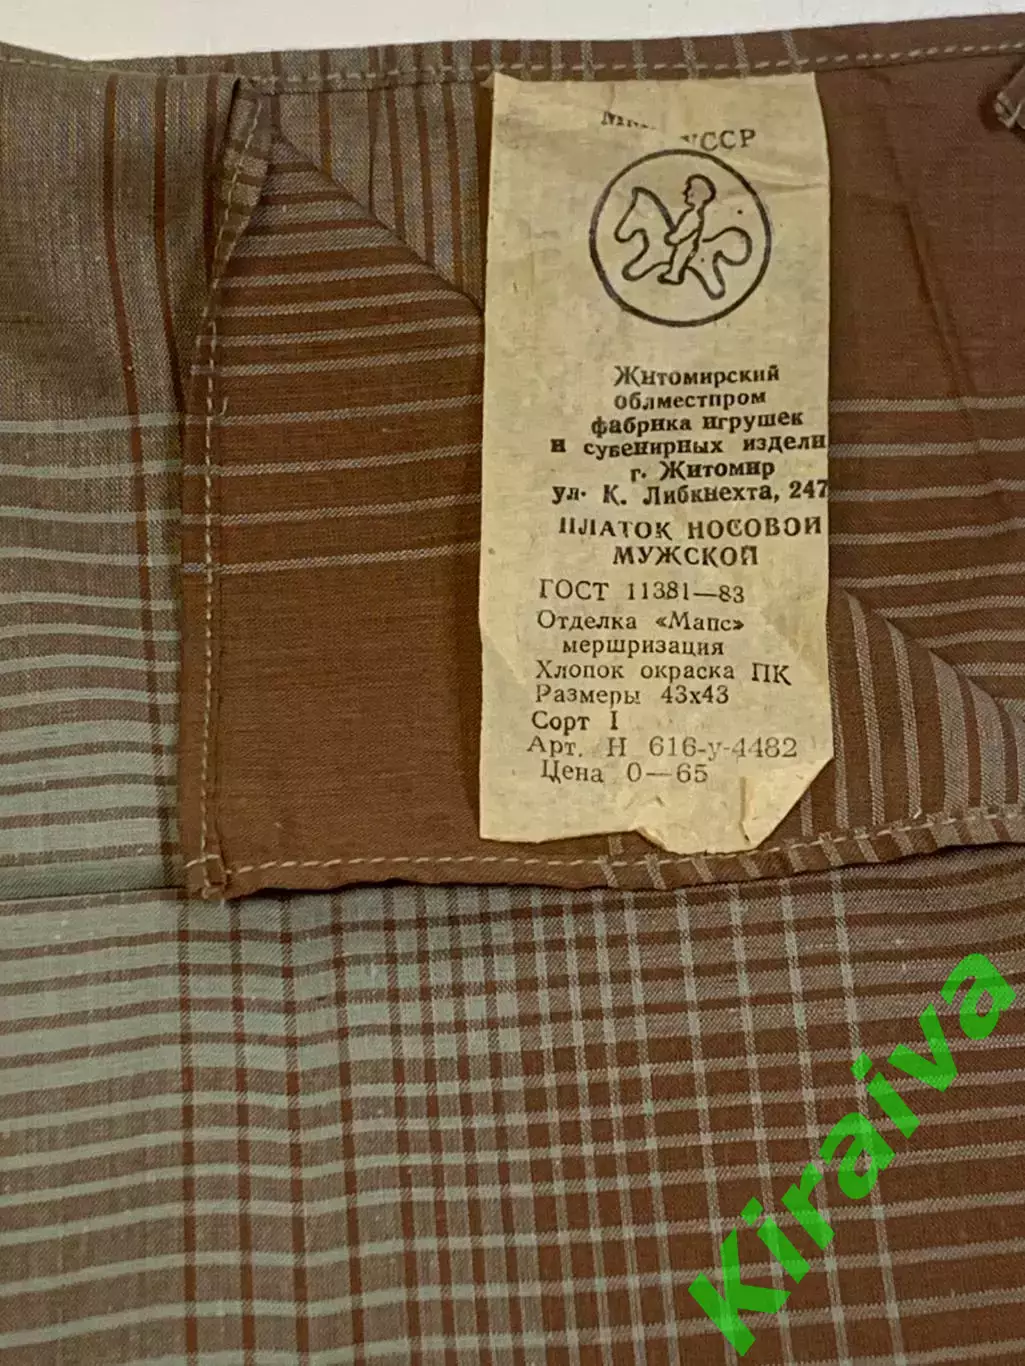 УССР
Житомирский
облместпром
фабрика игрушек
и сувенирных издели
г. Житомир
ул. К. Либкнехта, 247
ПЛАТОК НОСОВОЙ
МУЖСКОЙ
ГОСТ 11381—83
Отделка «Мапс»
мершризация
Хлопок окраска ПК
Размеры 43х43
Сорт I
Арт. Н 616-у-4482
Цена 0—65
Kiraiva